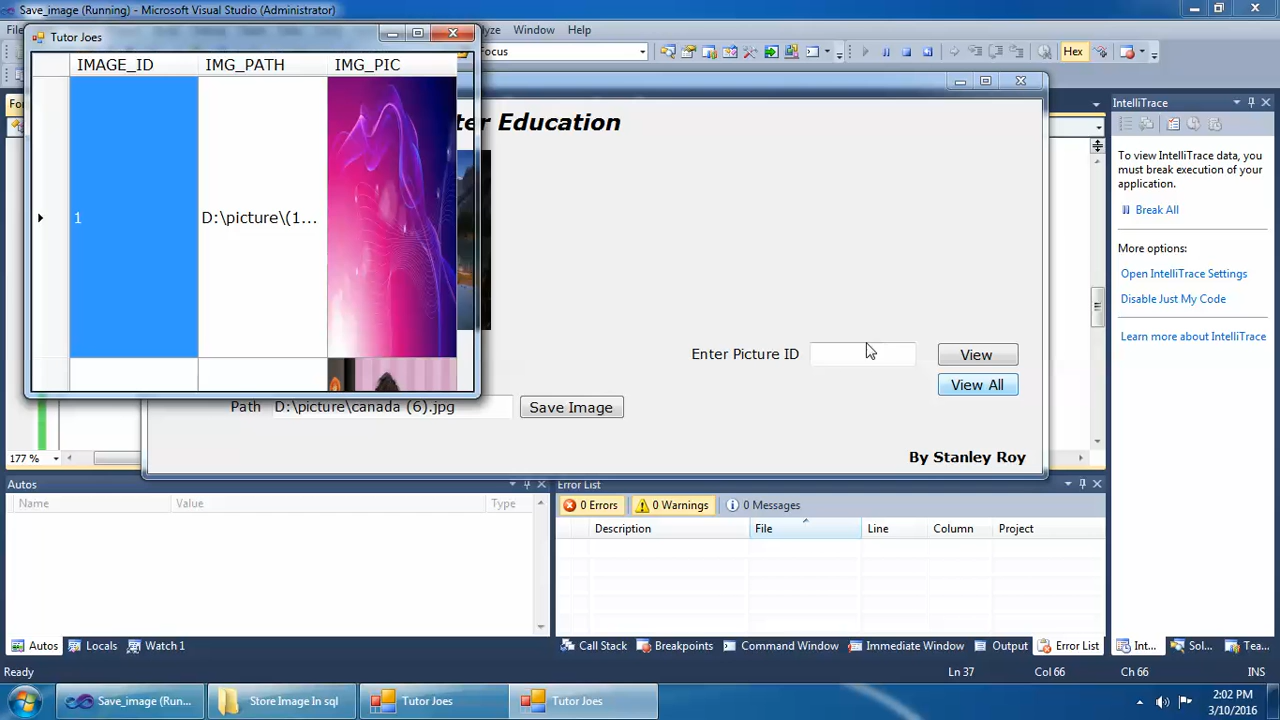 Save_image (Running) - Microsoft Visual Studio (Administrator)
Window Help
Focus
Hex
Tutor Joes
IMAGE_ID IMG_PATH IMG_PIC
1 D:\picture\(1...
ter Education
Enter Picture ID
View
View All
Path D:\picture\canada (6).jpg Save Image
By Stanley Roy
IntelliTrace
To view IntelliTrace data, you
must break execution of your
application.
Break All
More options:
Open IntelliTrace Settings
Disable Just My Code
Learn more about IntelliTrace
177 %
Autos
Name Value Type
Error List
0 Errors 0 Warnings 0 Messages
Description File Line Column Project
Autos Locals Watch 1
Call Stack Breakpoints Command Window Immediate Window Output Error List
Int... Sol... Tea...
Ready Ln 37 Col 66 Ch 66 INS
Save_image (Run... Store Image In sql Tutor Joes Tutor Joes
2:02 PM
3/10/2016